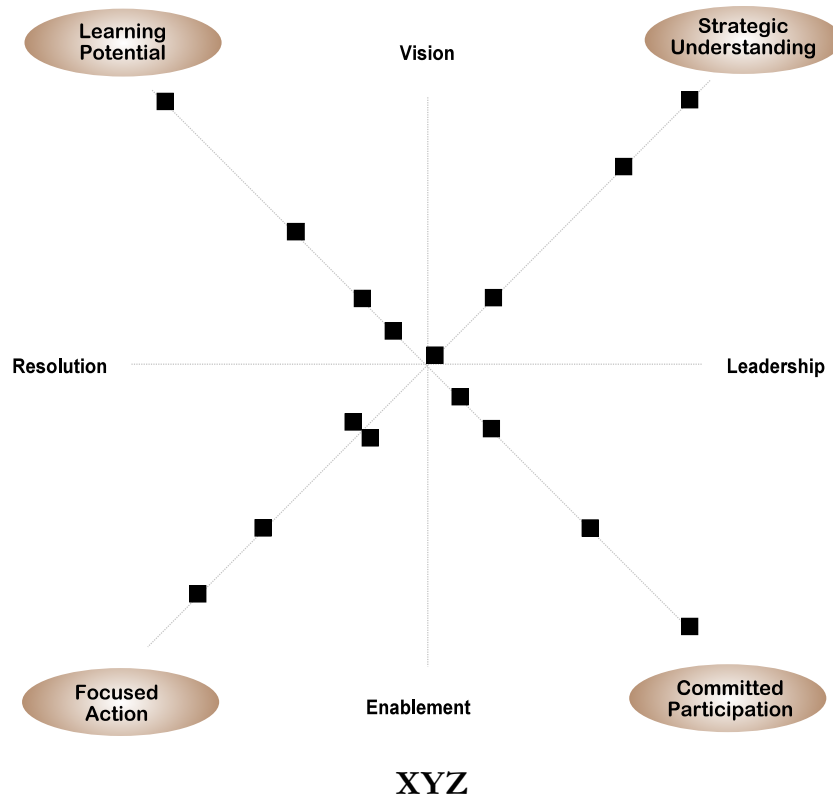 Learning
Potential
Vision
Strategic
Understanding
Resolution
Leadership
Focused
Action
Enablement
Committed
Participation
XYZ